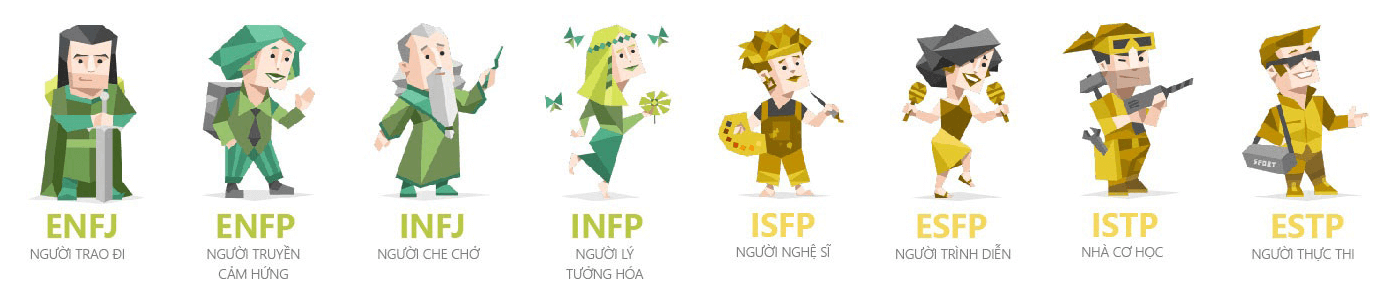 SPORT
ENFJ
NGƯỜI TRAO ĐI
ENFP
NGƯỜI TRUYỀN
CẢM HỨNG
INFJ
NGƯỜI CHE CHỞ
INFP
NGƯỜI LÝ
TƯỞNG HÓA
ISFP
NGƯỜI NGHỆ SĨ
ESFP
NGƯỜI TRÌNH DIỄN
ISTP
NHÀ CƠ HỌC
ESTP
NGƯỜI THỰC THI